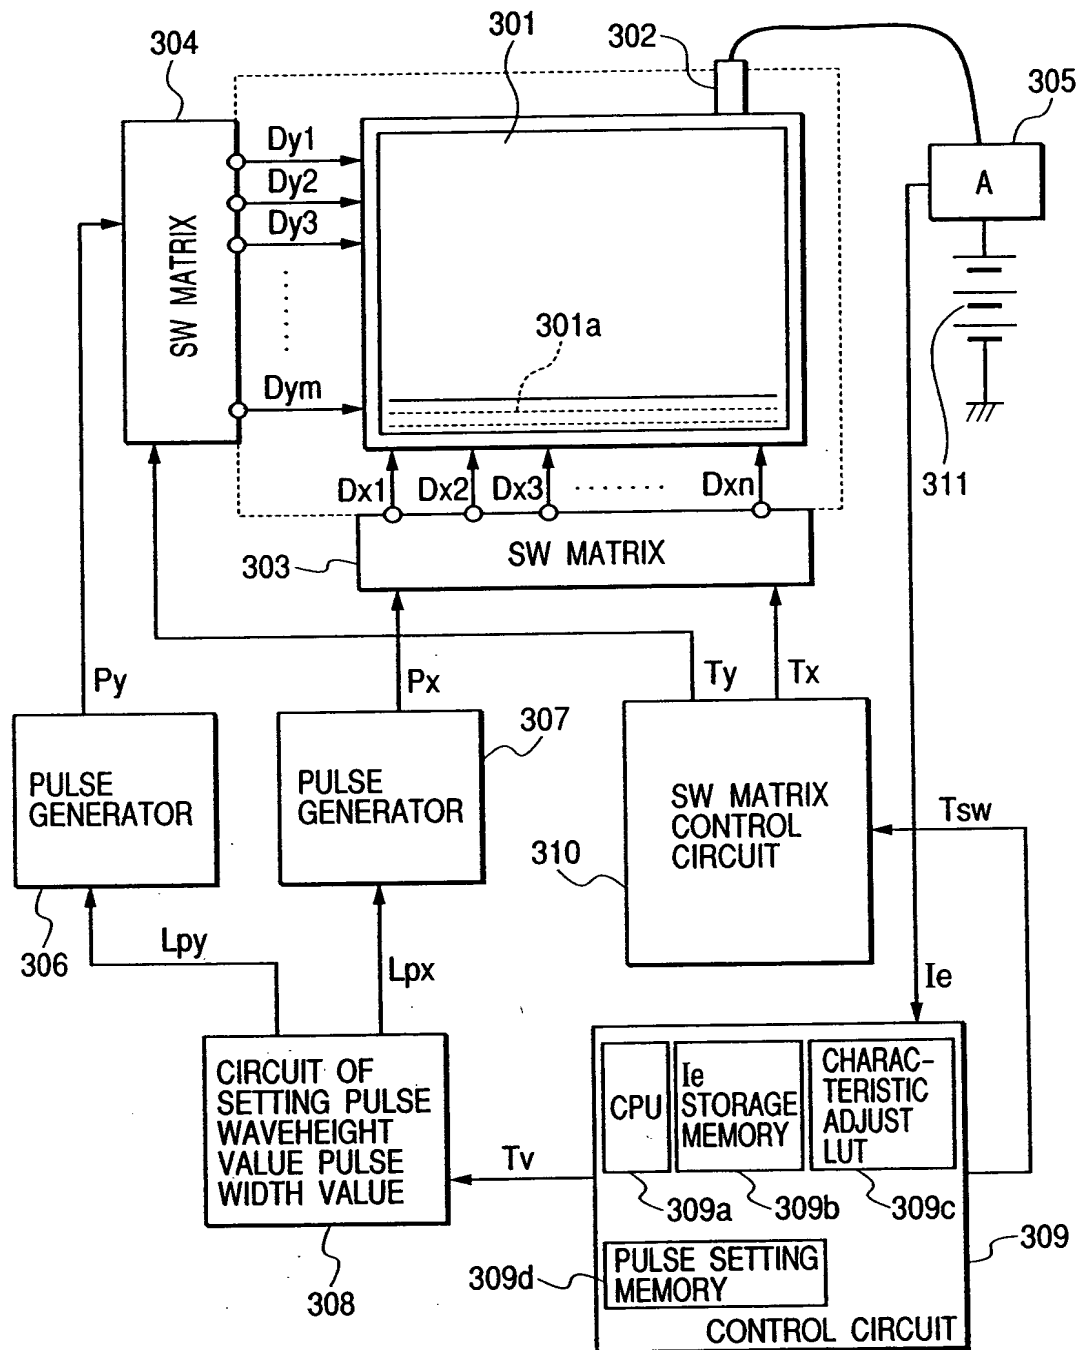 304
301
302
305
Dy1
Dy2
Dy3
Dym
SW MATRIX
A
301a
311
Dx1
Dx2
Dx3
Dxn
303
SW MATRIX
Py
Px
Ty
Tx
307
PULSE
GENERATOR
PULSE
GENERATOR
SW MATRIX
CONTROL
CIRCUIT
Tsw
310
306
Lpy
Lpx
Ie
CIRCUIT OF
SETTING PULSE
WAVEHEIGHT
VALUE PULSE
WIDTH VALUE
308
Tv
CPU
Ie
STORAGE
MEMORY
CHARAC-
TERISTIC
ADJUST
LUT
309a
309b
309c
309
309d
PULSE SETTING
MEMORY
CONTROL CIRCUIT